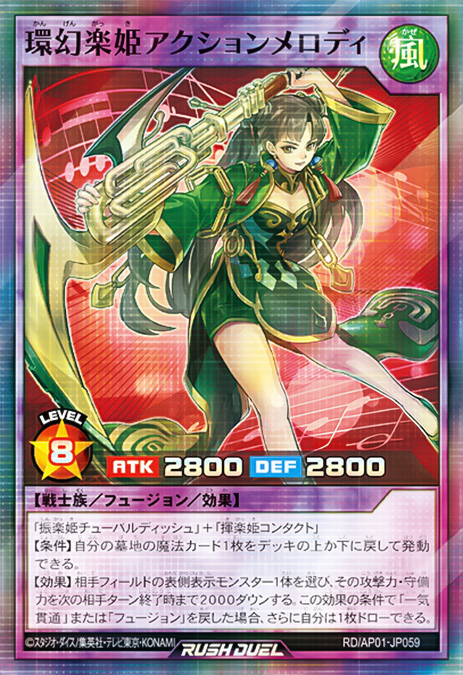 環幻楽姫アクションメロディ
かんげんがっき
かぜ
風
LEVEL
8
ATK 2800 DEF 2800
【戦士族／フュージョン／効果】
「振楽姫チューバルディッシュ」＋「揮楽姫コンタクト」
【条件】自分の墓地の魔法カード1枚をデッキの上か下に戻して発動
できる。
【効果】相手フィールドの表側表示モンスター1体を選び、その攻撃力・守備
力を次の相手ターン終了時まで2000ダウンする。この効果の条件で「一気
貫通」または「フュージョン」を戻した場合、さらに自分は1枚ドローできる。
©スタジオ・ダイス/集英社・テレビ東京・KONAMI
RUSH DUEL
RD/AP01-JP059